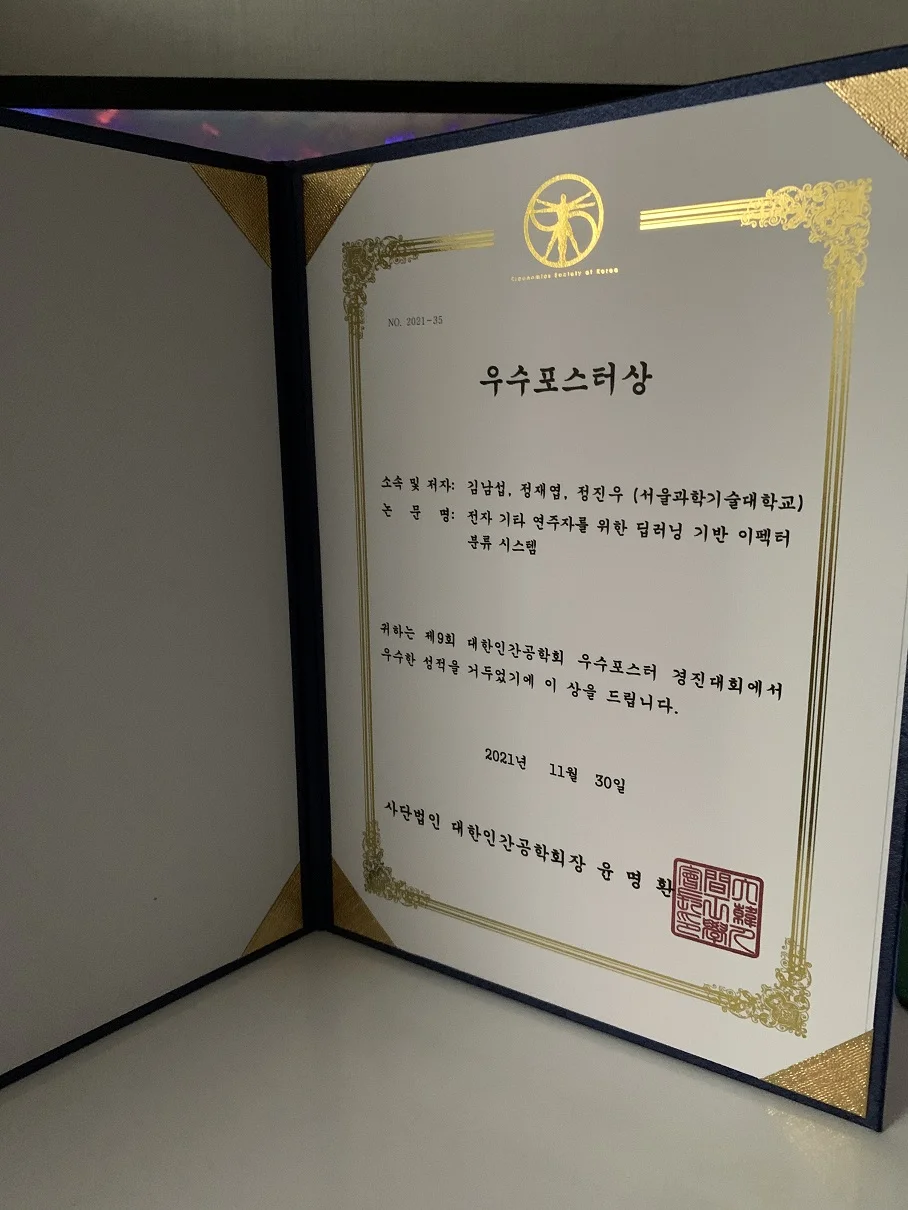 Ergonomics Society of Korea
NO. 2021-35
우수포스터상
소속 및 저자: 김남섭, 정재엽, 정진우 (서울과학기술대학교)
논 문 명: 전자 기타 연주자를 위한 딥러닝 기반 이펙터
분류 시스템
귀하는 제9회 대한인간공학회 우수포스터 경진대회에서
우수한 성적을 거두었기에 이 상을 드립니다.
2021년 11월 30일
사단법인 대한인간공학회장 윤 명 환